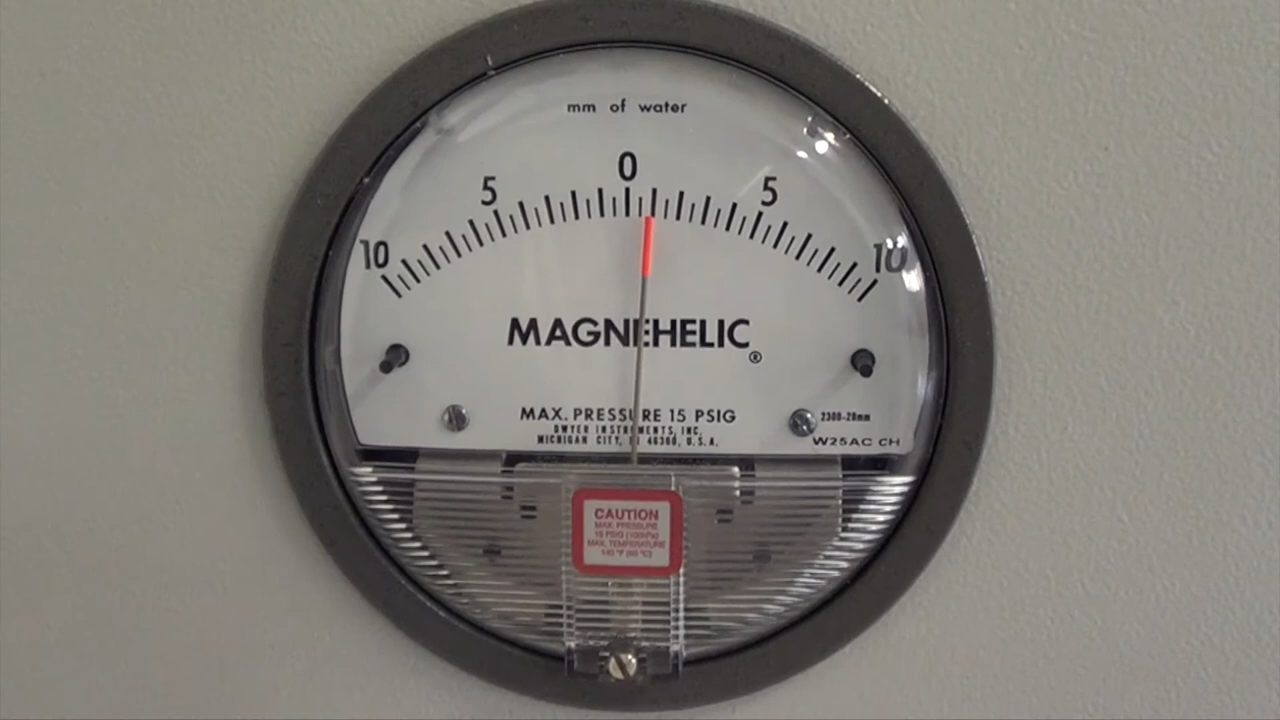 mm of water
0
5 5
10 10
MAGNEHELIC
®
MAX. PRESSURE 15 PSIG
2300-20mm
DWYER INSTRUMENTS, INC.
MICHIGAN CITY, 46360, U.S.A.
W25AC CH
CAUTION
MAX. PRESSURE
15 PSIG (100kPa)
MAX. TEMPERATURE
140 °F (60 °C)